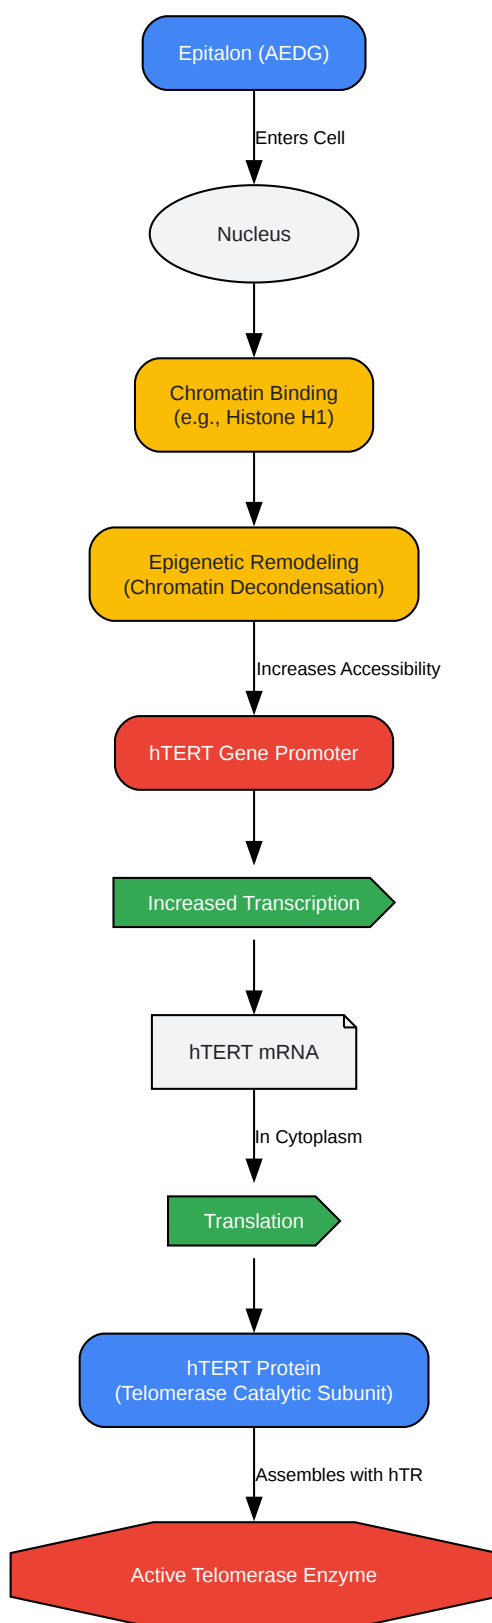 Epitalon (AEDG)
Enters Cell
Nucleus
Chromatin Binding
(e.g., Histone H1)
Epigenetic Remodeling
(Chromatin Decondensation)
Increases Accessibility
hTERT Gene Promoter
Increased Transcription
hTERT mRNA
In Cytoplasm
Translation
hTERT Protein
(Telomerase Catalytic Subunit)
Assembles with hTR
Active Telomerase Enzyme